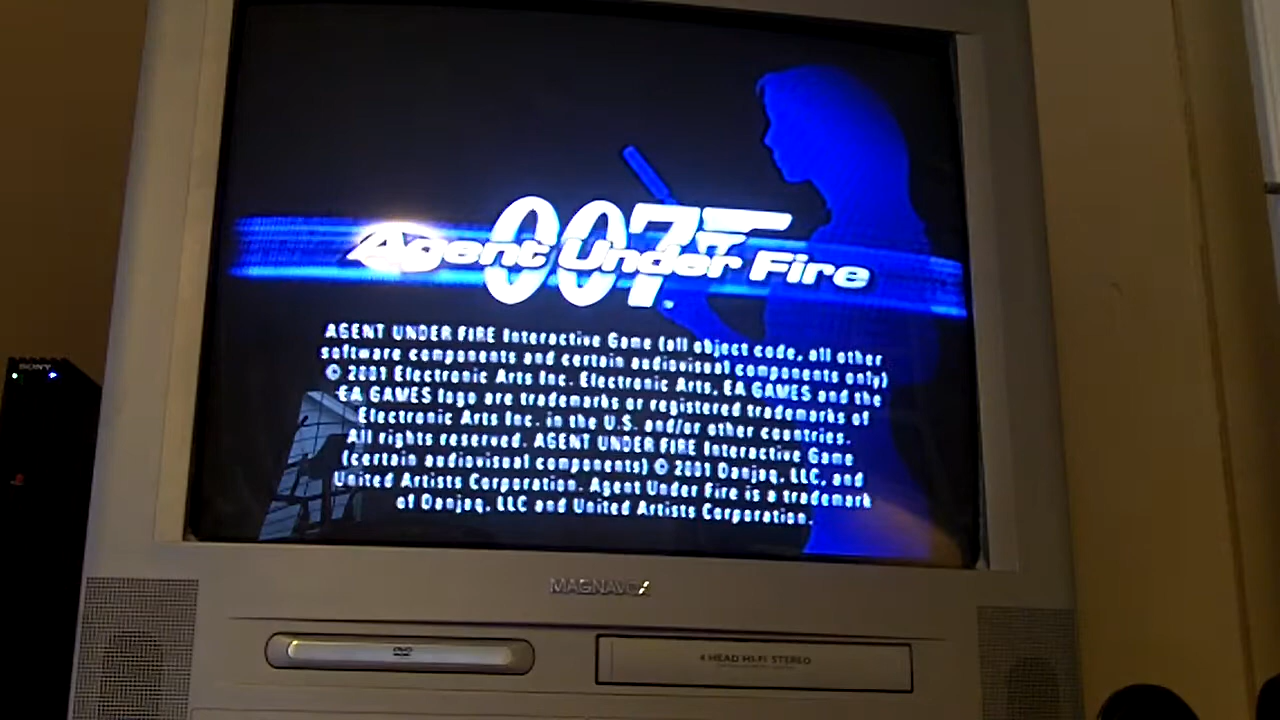 007
Agent Under Fire
AGENT UNDER FIRE Interactive Game (all object code, all other
software components and certain audiovisual components only)
© 2001 Electronic Arts Inc. Electronic Arts, EA GAMES and the
EA GAMES logo are trademarks or registered trademarks of
Electronic Arts Inc. in the U.S. and/or other countries.
All rights reserved. AGENT UNDER FIRE Interactive Game
(certain audiovisual components) © 2001 Danjaq, LLC, and
United Artists Corporation. Agent Under Fire is a trademark
of Danjaq, LLC and United Artists Corporation.
SONY
MAGNAVOX
DVD
4 HEAD HI-FI STEREO